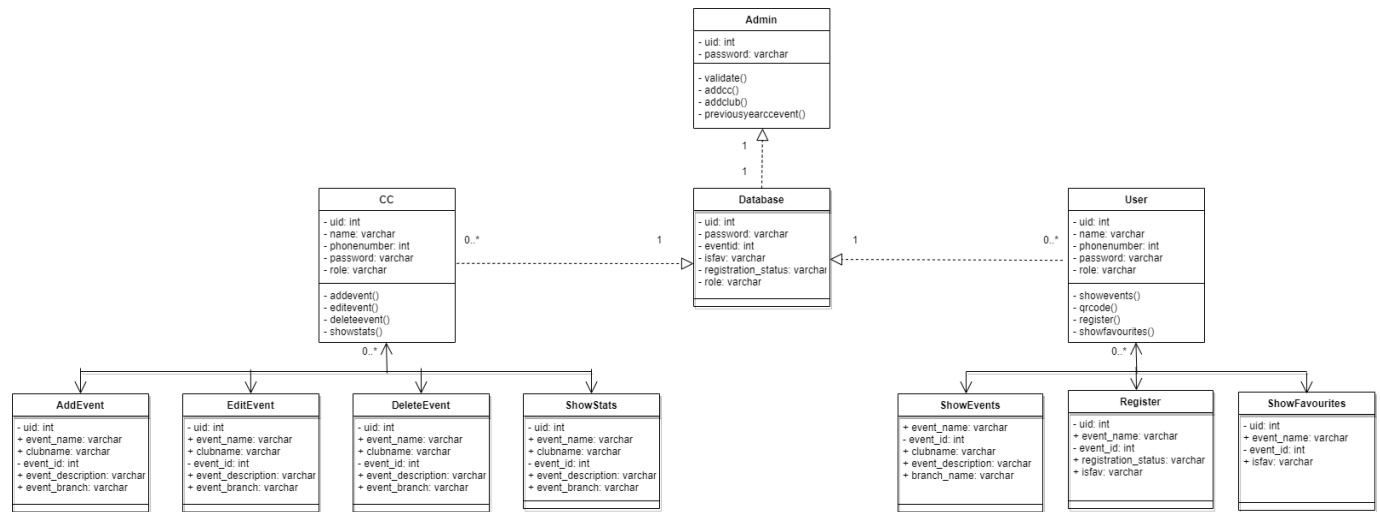 Admin
- uid: int
- password: varchar
- validate()
- addcc()
- addclub()
- previousyearccevent()
1
1
CC
- uid: int
- name: varchar
- phonenumber: int
- password: varchar
- role: varchar
- addevent()
- editevent()
- deleteevent()
- showstats()
0..*
1
Database
- uid: int
- password: varchar
- eventid: int
- isfav: varchar
- registration_status: varchar
- role: varchar
1
0..*
User
- uid: int
- name: varchar
- phonenumber: int
- password: varchar
- role: varchar
- showevents()
- qrcode()
- register()
- showfavourites()
0..*
0..*
AddEvent
- uid: int
+ event_name: varchar
+ clubname: varchar
- event_id: int
+ event_description: varchar
+ event_branch: varchar
EditEvent
- uid: int
+ event_name: varchar
+ clubname: varchar
- event_id: int
+ event_description: varchar
+ event_branch: varchar
DeleteEvent
- uid: int
+ event_name: varchar
+ clubname: varchar
- event_id: int
+ event_description: varchar
+ event_branch: varchar
ShowStats
- uid: int
+ event_name: varchar
+ clubname: varchar
- event_id: int
+ event_description: varchar
+ event_branch: varchar
ShowEvents
+ event_name: varchar
- event_id: int
+ clubname: varchar
+ event_description: varchar
+ branch_name: varchar
Register
- uid: int
+ event_name: varchar
- event_id: int
+ registration_status: varchar
+ isfav: varchar
ShowFavourites
- uid: int
+ event_name: varchar
- event_id: int
+ isfav: varchar